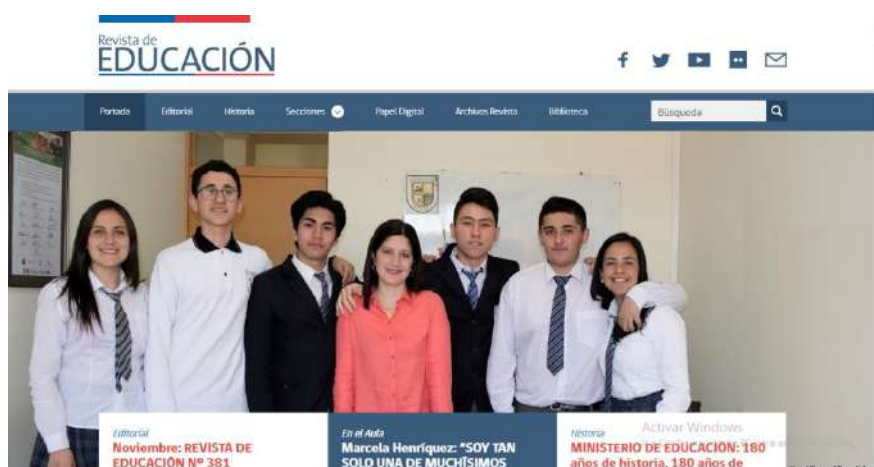 Revista de
EDUCACIÓN
Portada Editorial Historia Secciones Papel Digital Archivos Revista Biblioteca Búsqueda
Editorial
Noviembre: REVISTA DE
EDUCACIÓN Nº 381
En el Aula
Marcela Henríquez: "SOY TAN
SOLO UNA DE MUCHÍSIMOS
Historia
MINISTERIO DE EDUCACIÓN: 180
años de historia, 180 años de
Activar Windows